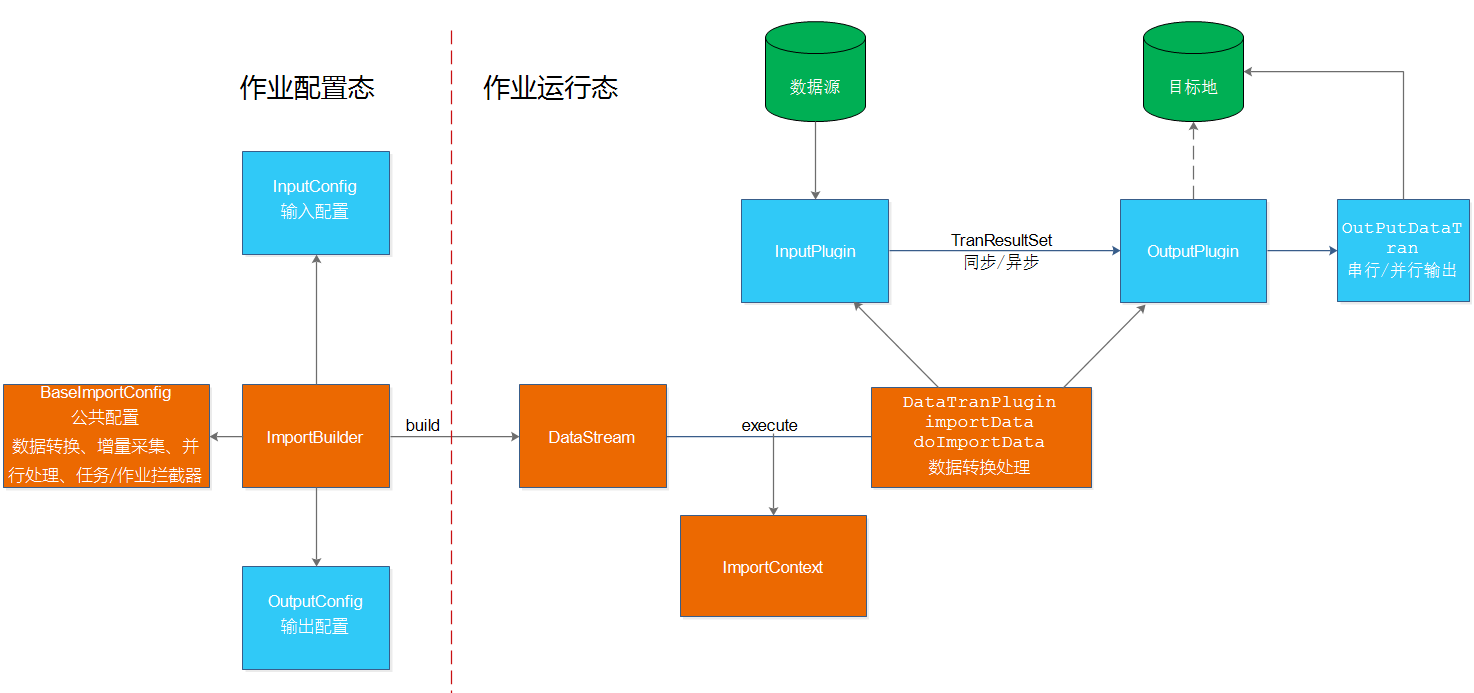 作业配置态
作业运行态
数据源
目标地
InputConfig
输入配置
InputPlugin
TranResultSet
同步/异步
OutputPlugin
OutPutDataT
ran
串行/并行输出
BaseImportConfig
公共配置
数据转换、增量采集、并
行处理、任务/作业拦截器
ImportBuilder
build
DataStream
execute
DataTranPlugin
importData
doImportData
数据转换处理
ImportContext
OutputConfig
输出配置